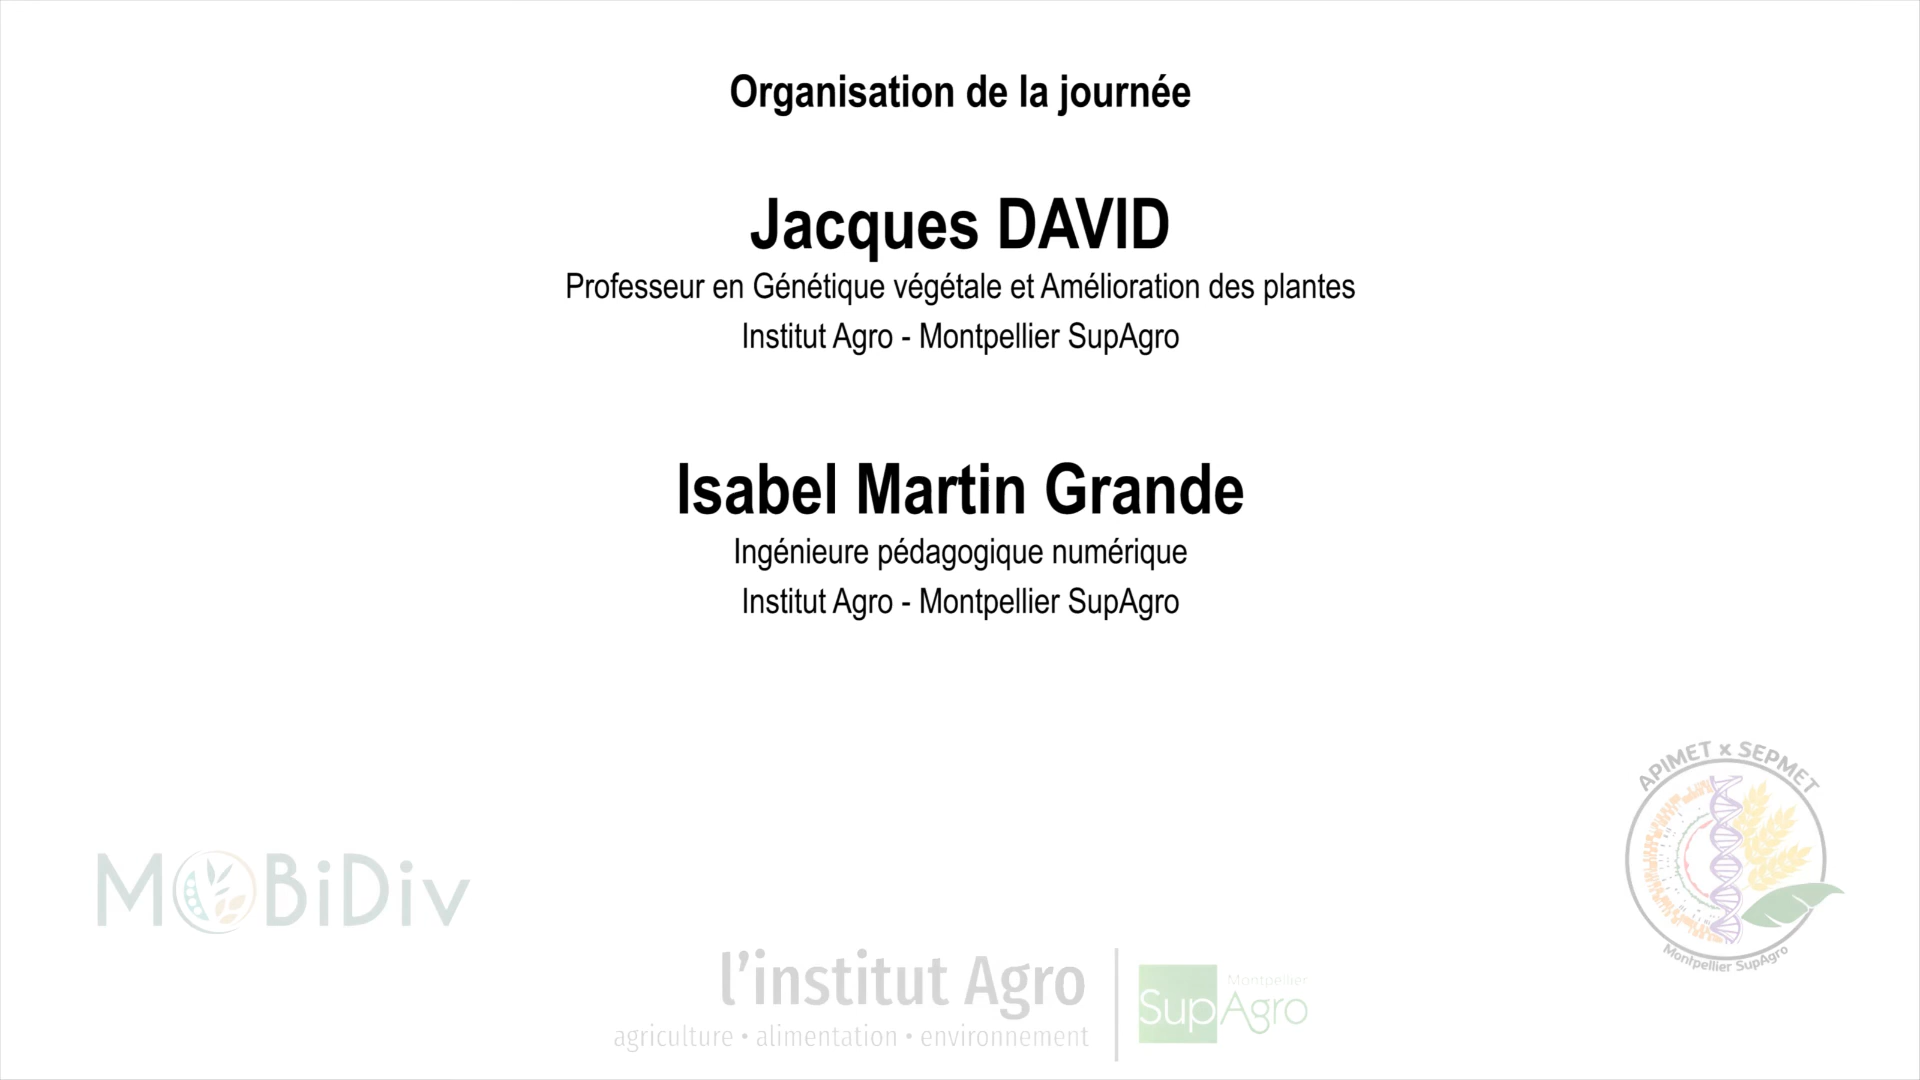 Organisation de la journée
Jacques DAVID
Professeur en Génétique végétale et Amélioration des plantes
Institut Agro - Montpellier SupAgro
Isabel Martin Grande
Ingénieure pédagogique numérique
Institut Agro - Montpellier SupAgro
APIMET x SEPMET
Montpellier SupAgro
MOBiDiv
l'institut Agro
agriculture • alimentation • environnement
Montpellier
SupAgro